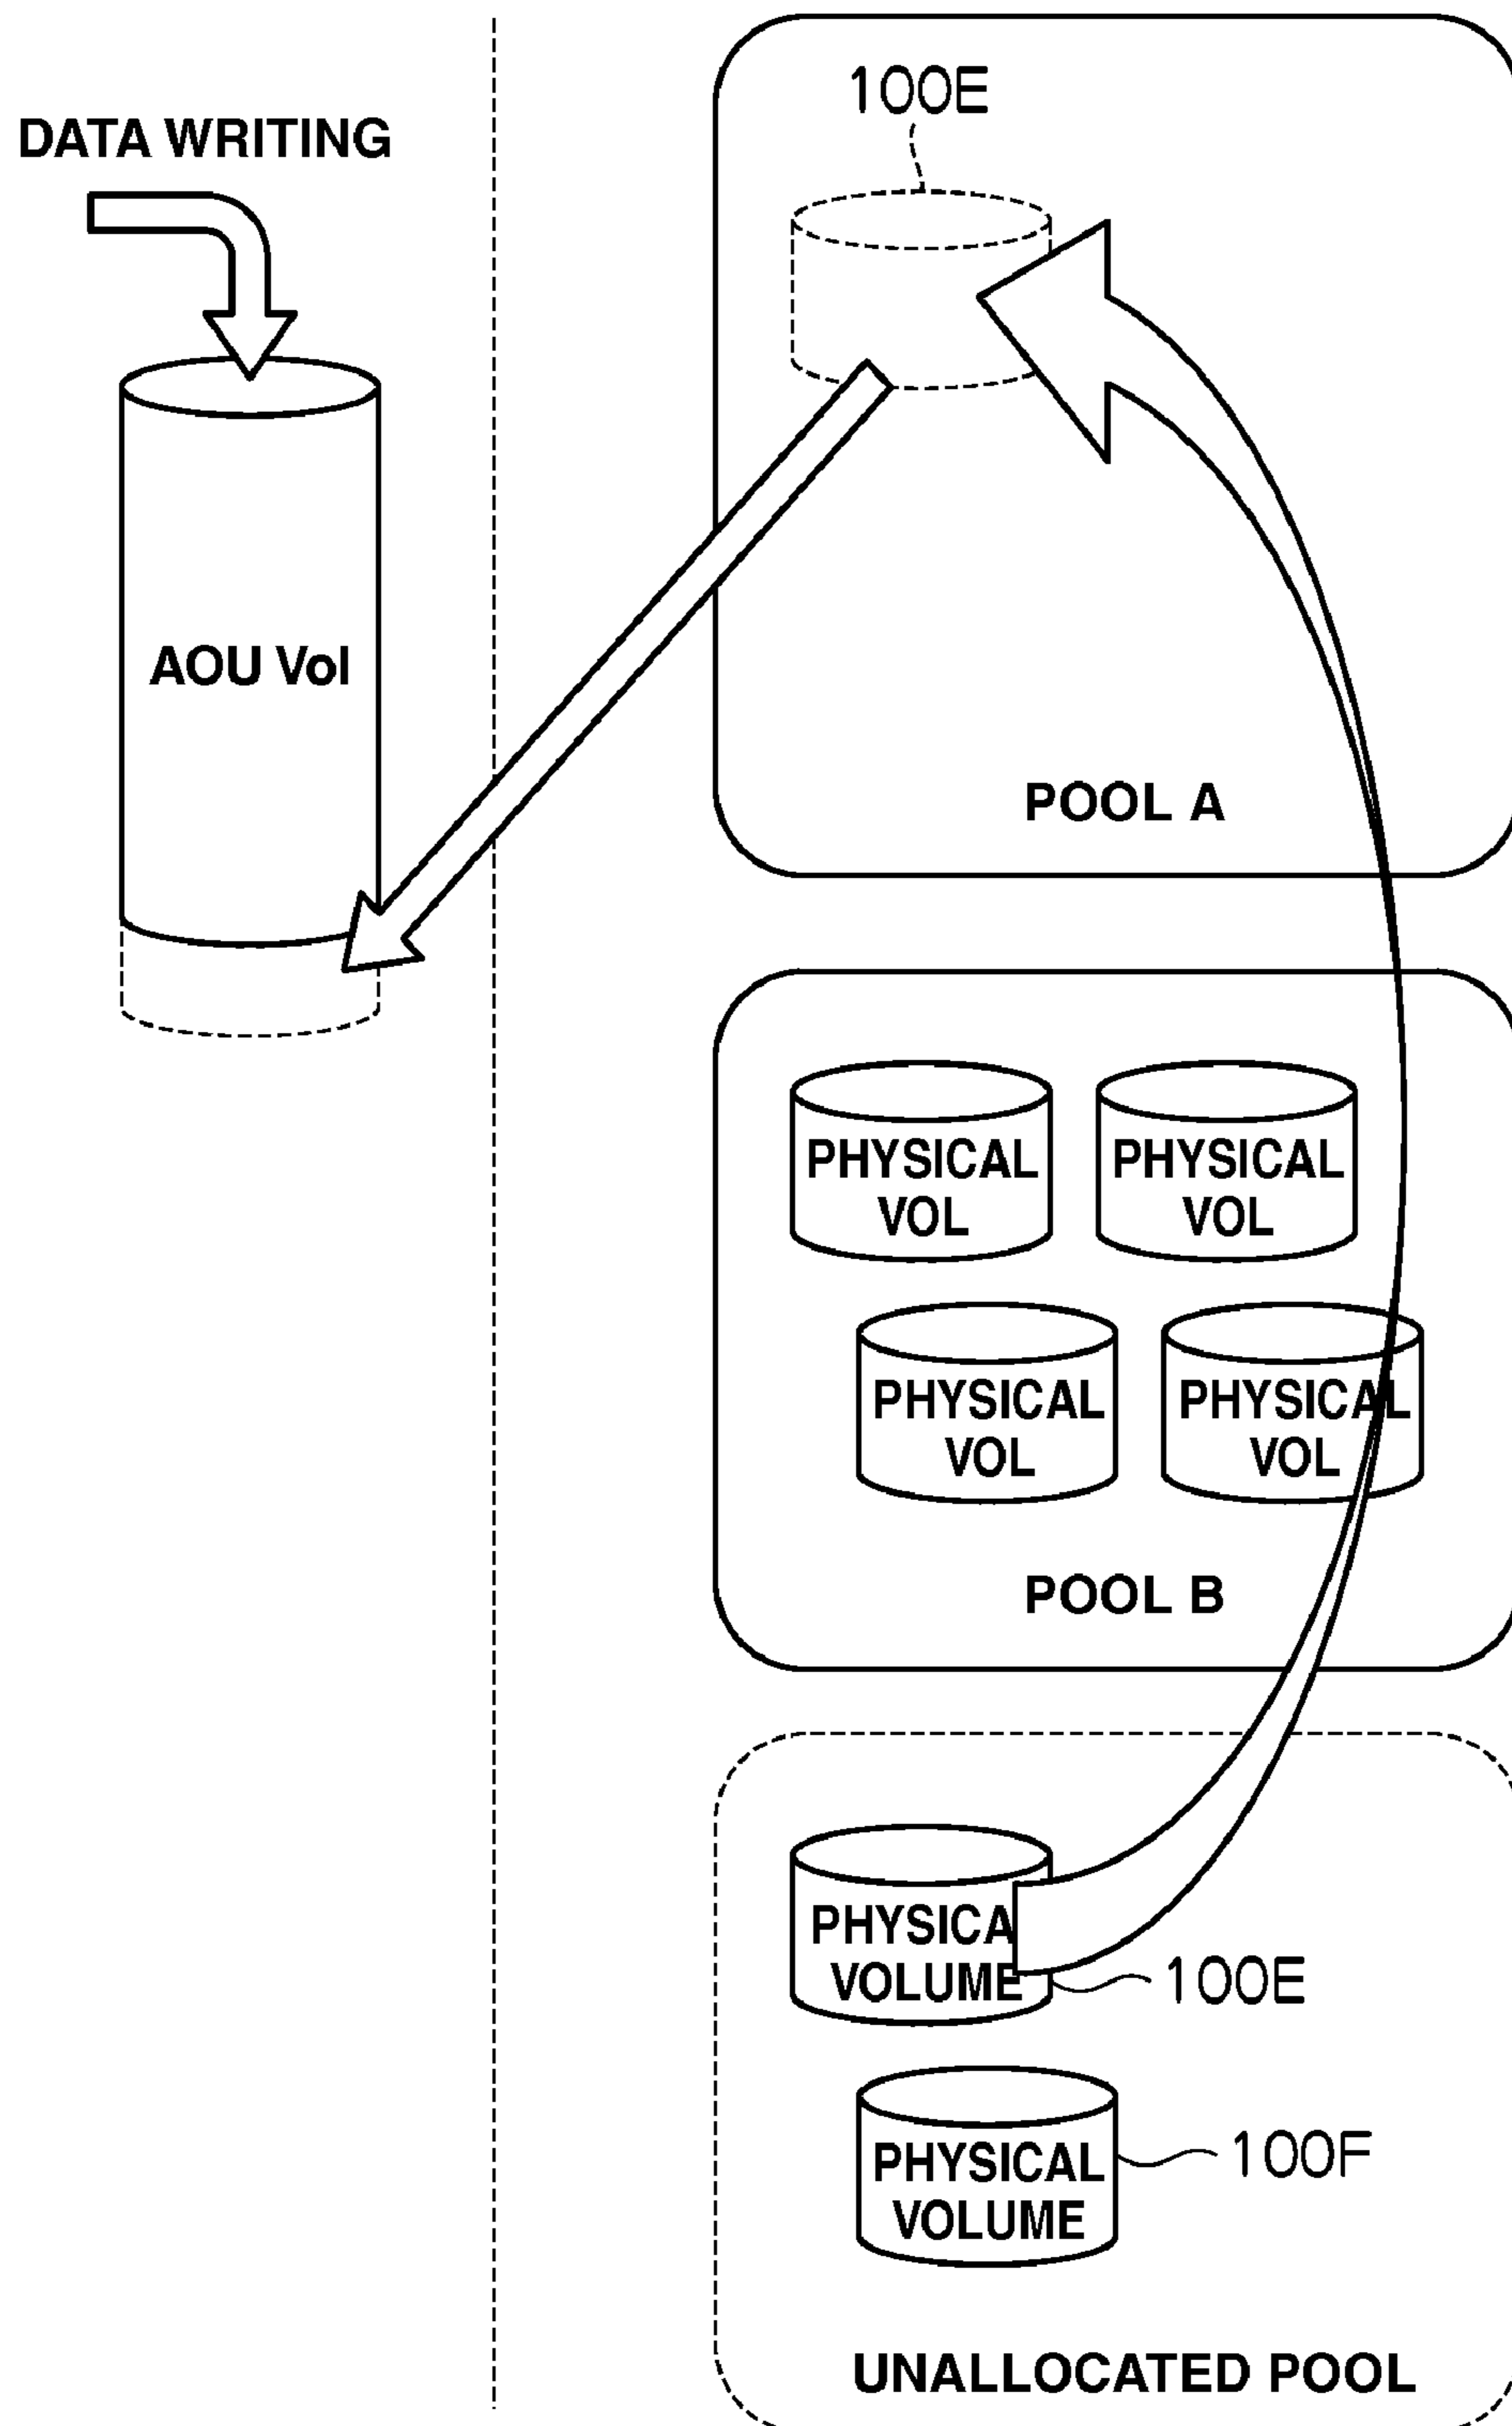 100E
DATA WRITING
AOU Vol
POOL A
PHYSICAL
VOL
PHYSICAL
VOL
PHYSICAL
VOL
PHYSICAL
VOL
POOL B
PHYSICA
VOLUME
100E
PHYSICAL
VOLUME
100F
UNALLOCATED POOL